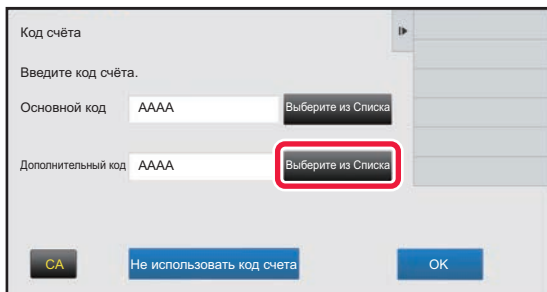 Код счёта
Введите код счёта.
Основной код AAAA Выберите из Списка
Дополнительный код AAAA Выберите из Списка
CA Не использовать код счета OK